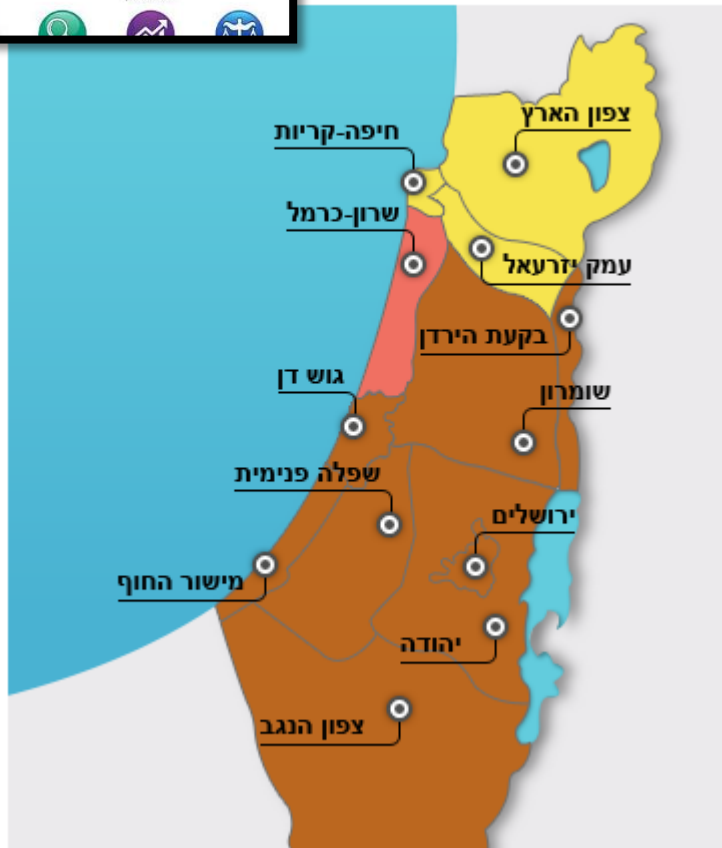 צפון הארץ
חיפה-קריות
שרון-כרמל
עמק יזרעאל
בקעת הירדן
גוש דן
שומרון
שפלה פנימית
ירושלים
מישור החוף
יהודה
צפון הנגב